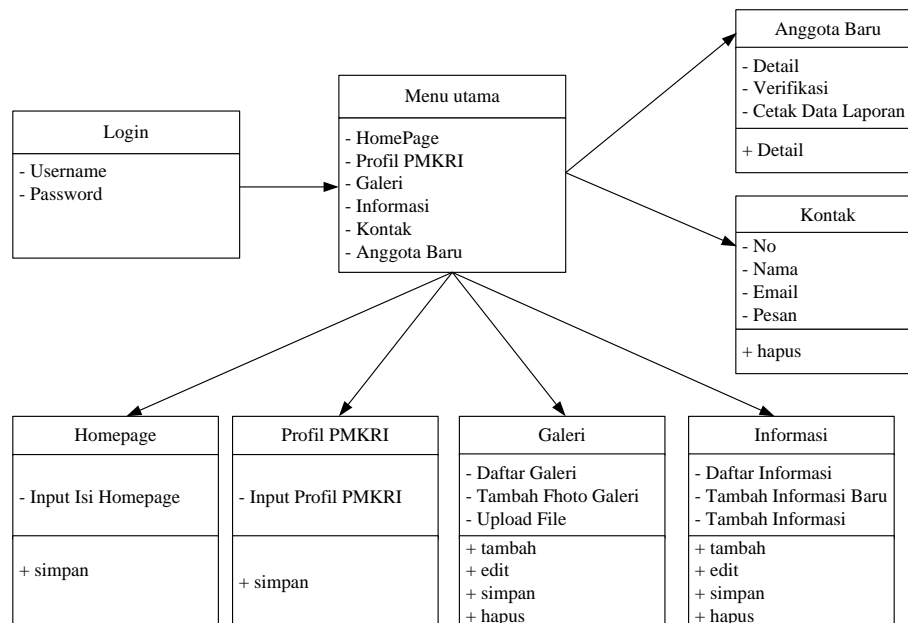 Anggota Baru
- Detail
- Verifikasi
- Cetak Data Laporan
+ Detail
Menu utama
- HomePage
- Profil PMKRI
- Galeri
- Informasi
- Kontak
- Anggota Baru
Login
- Username
- Password
Kontak
- No
- Nama
- Email
- Pesan
+ hapus
Homepage
- Input Isi Homepage
+ simpan
Profil PMKRI
- Input Profil PMKRI
+ simpan
Galeri
- Daftar Galeri
- Tambah Fhoto Galeri
- Upload File
+ tambah
+ edit
+ simpan
+ hapus
Informasi
- Daftar Informasi
- Tambah Informasi Baru
- Tambah Informasi
+ tambah
+ edit
+ simpan
+ hapus